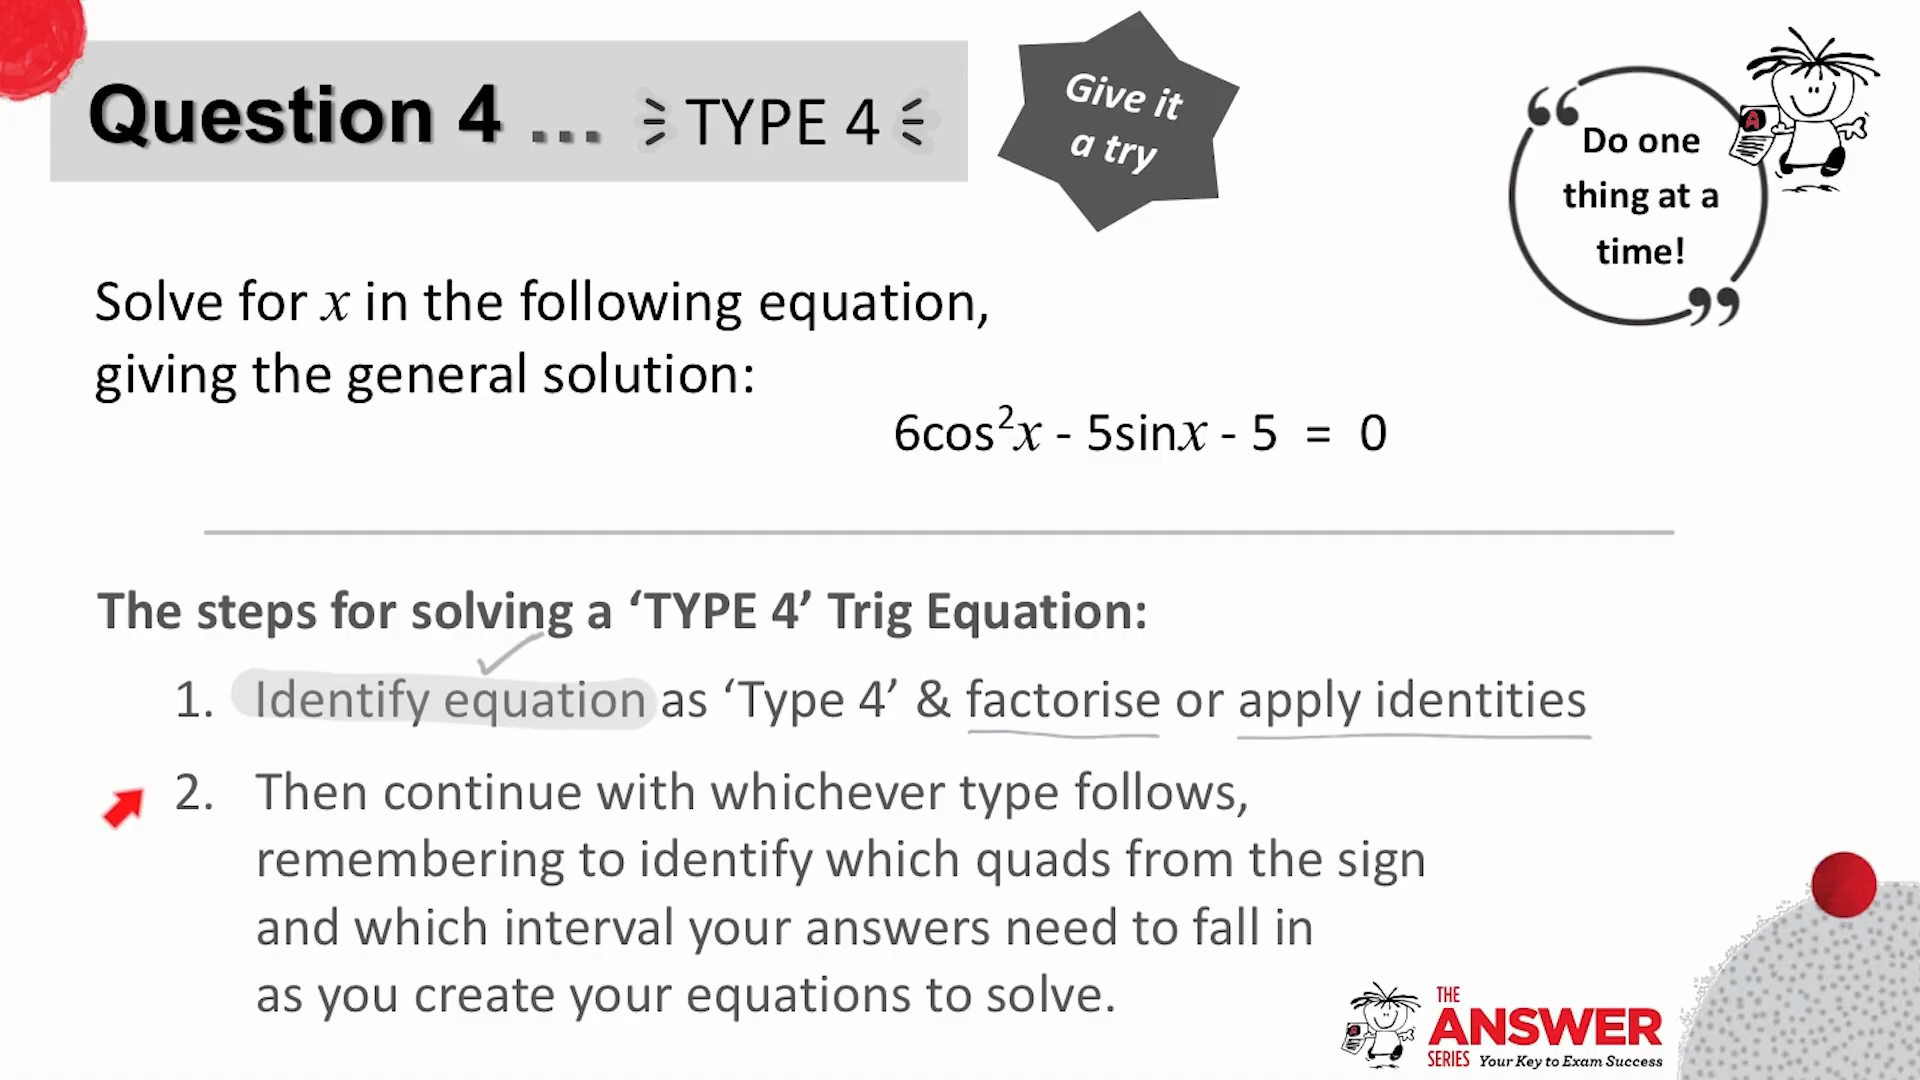 Question 4 ... TYPE 4
Give it
a try
“Do one
thing at a
time!”
A
Solve for x in the following equation,
giving the general solution:
6cos²x - 5sinx - 5 = 0
The steps for solving a ‘TYPE 4’ Trig Equation:
1. Identify equation as ‘Type 4’ & factorise or apply identities
2. Then continue with whichever type follows,
remembering to identify which quads from the sign
and which interval your answers need to fall in
as you create your equations to solve.
THE
ANSWER
SERIES Your Key to Exam Success